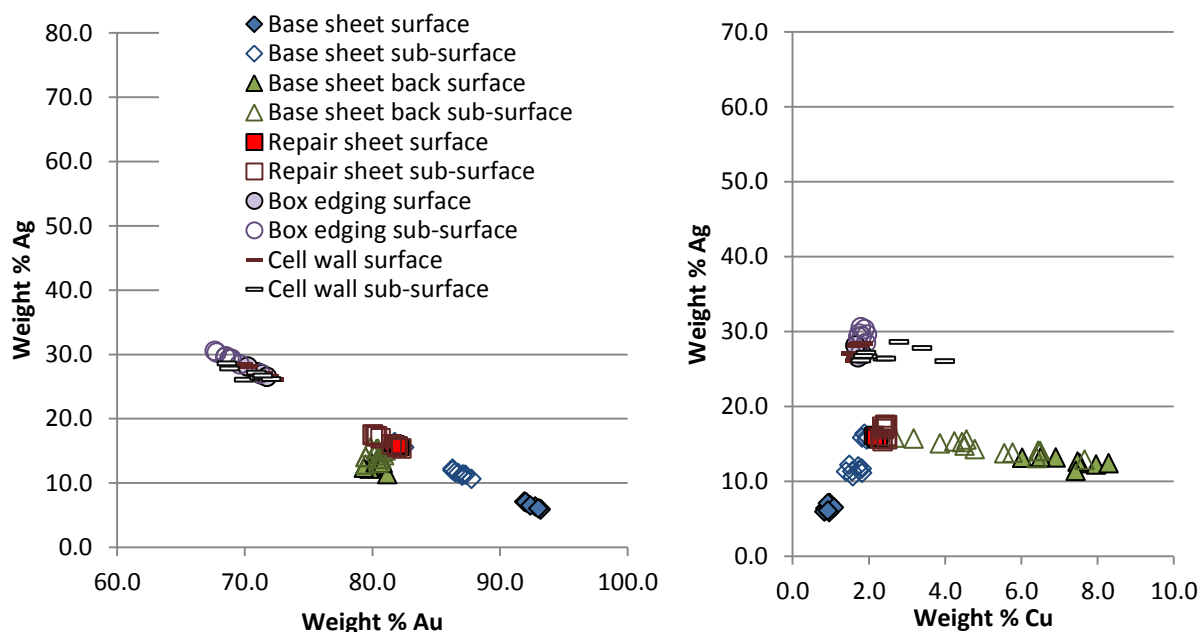 80.0
70.0
60.0
50.0
40.0
30.0
20.0
10.0
0.0
Weight % Ag
60.0 70.0 80.0 90.0 100.0
Weight % Au
Base sheet surface
Base sheet sub-surface
Base sheet back surface
Base sheet back sub-surface
Repair sheet surface
Repair sheet sub-surface
Box edging surface
Box edging sub-surface
Cell wall surface
Cell wall sub-surface
70.0
60.0
50.0
40.0
30.0
20.0
10.0
0.0
Weight % Ag
0.0 2.0 4.0 6.0 8.0 10.0
Weight % Cu